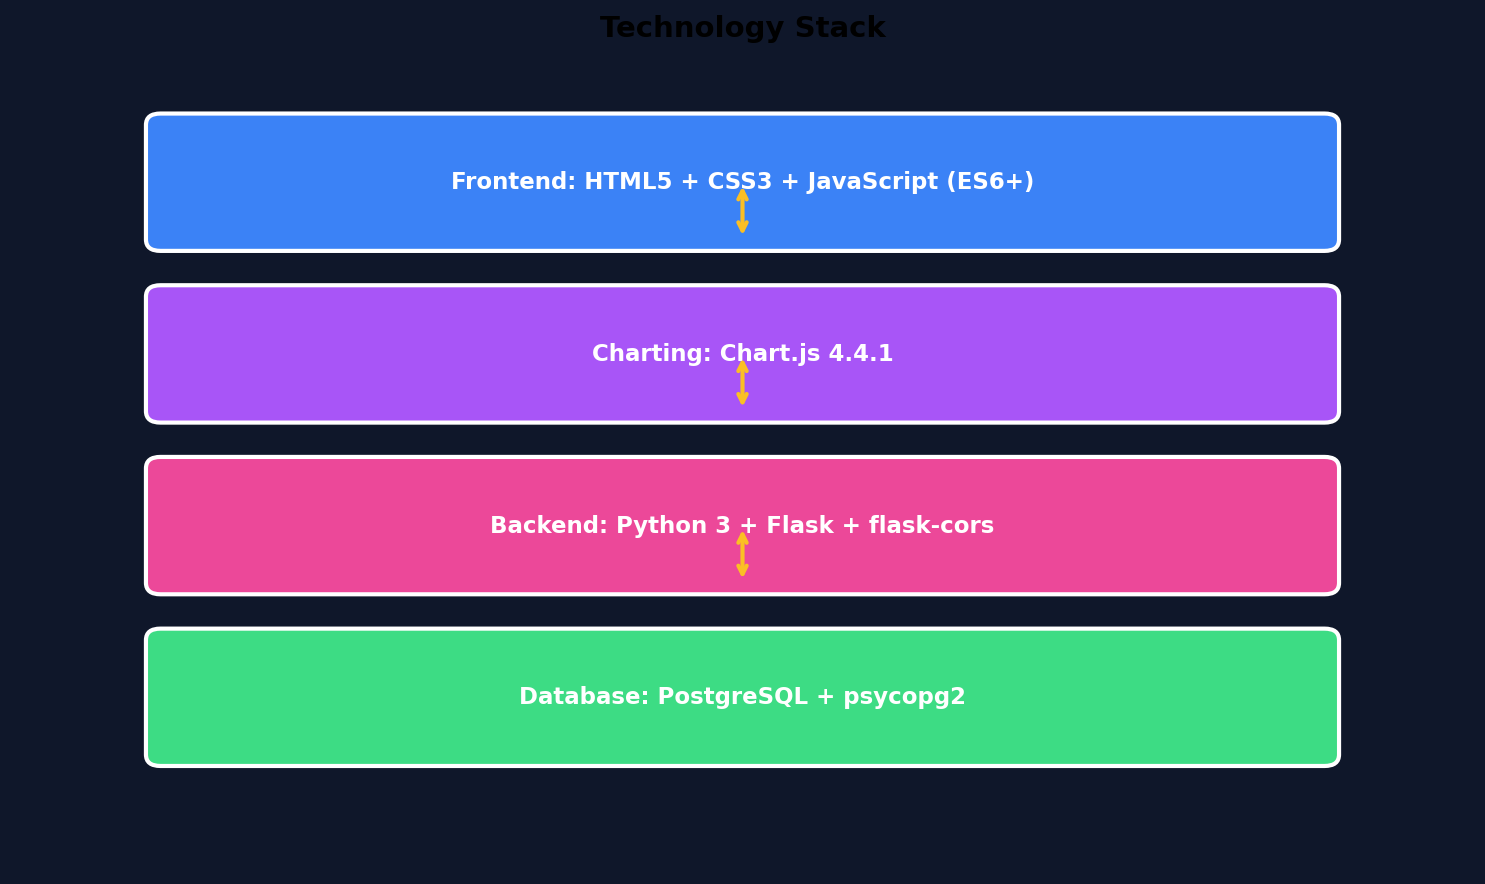 Technology Stack
Frontend: HTML5 + CSS3 + JavaScript (ES6+)
Charting: Chart.js 4.4.1
Backend: Python 3 + Flask + flask-cors
Database: PostgreSQL + psycopg2